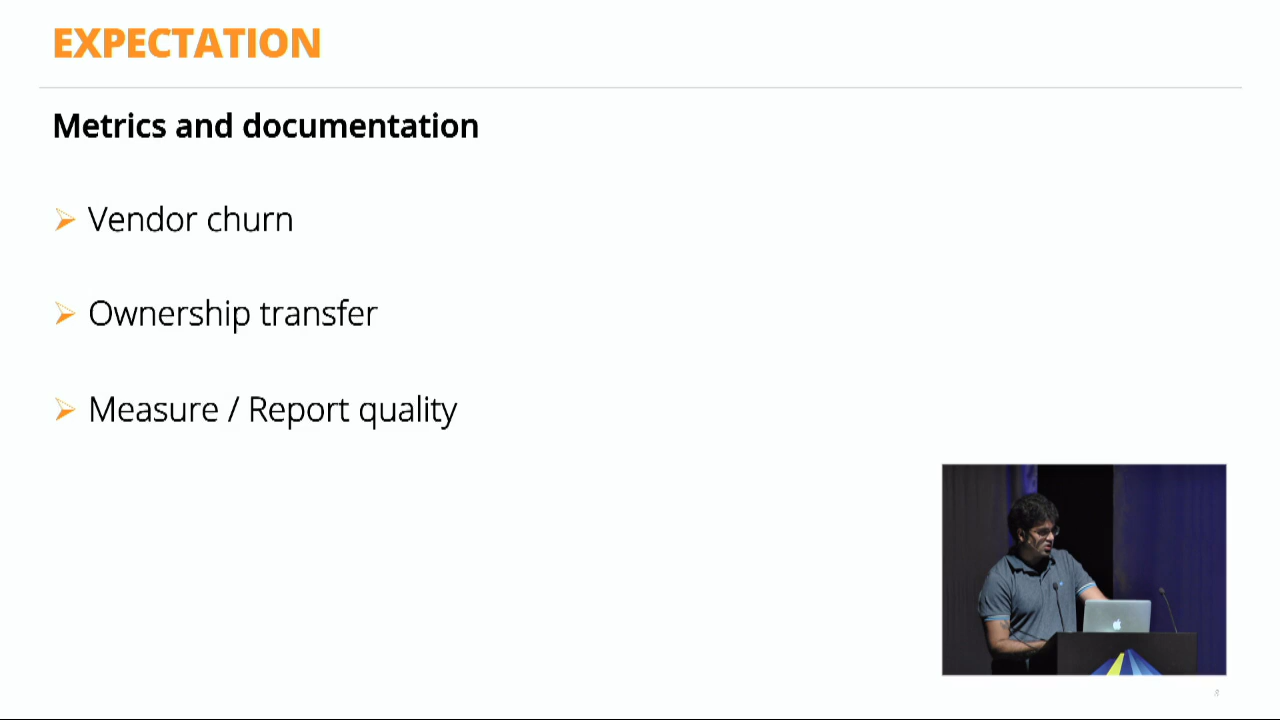 EXPECTATION
Metrics and documentation
Vendor churn
Ownership transfer
Measure / Report quality